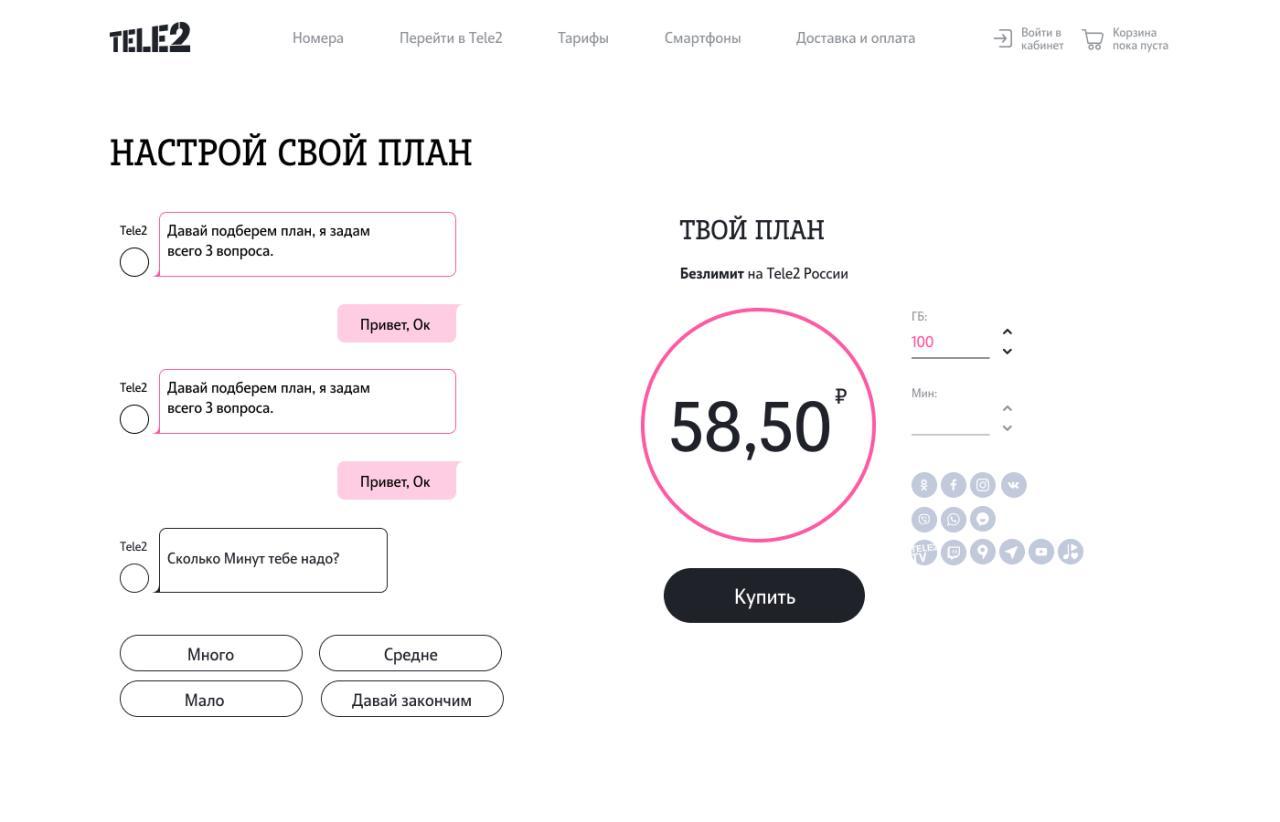 TELE2
Номера
Перейти в Tele2
Тарифы
Смартфоны
Доставка и оплата
Войти в
кабинет
Корзина
пока пуста
НАСТРОЙ СВОЙ ПЛАН
Tele2
Давай подберем план, я задам
всего 3 вопроса.
Привет, Ок
Tele2
Давай подберем план, я задам
всего 3 вопроса.
Привет, Ок
Tele2
Сколько Минут тебе надо?
Много
Средне
Мало
Давай закончим
ТВОЙ ПЛАН
Безлимит на Tele2 России
58,50 ₽
ГБ:
100
Мин:
TELE2
TV
Купить